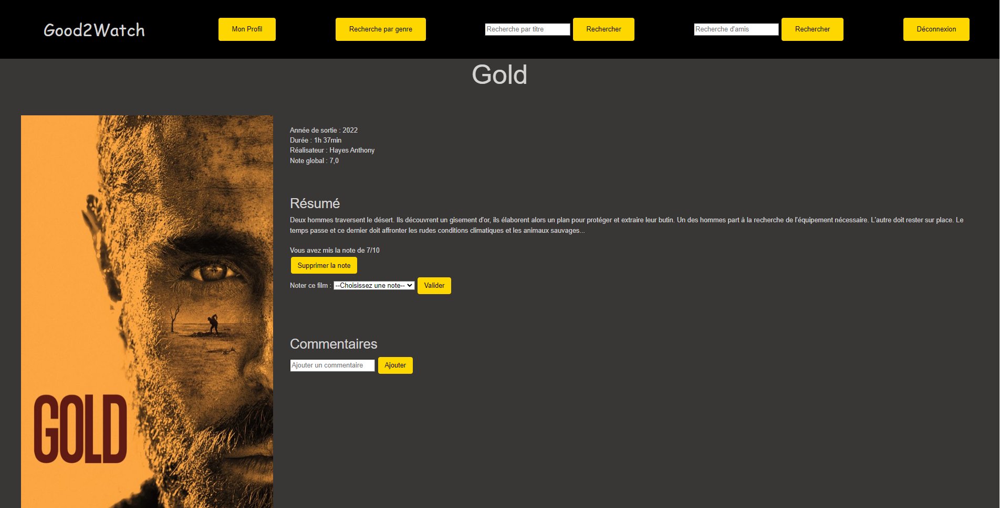 Good2Watch
Mon Profil
Recherche par genre
Recherche par titre
Rechercher
Recherche d'amis
Rechercher
Déconnexion
Gold
Année de sortie : 2022
Durée : 1h 37min
Réalisateur : Hayes Anthony
Note global : 7,0
Résumé
Deux hommes traversent le désert. Ils découvrent un gisement d'or, ils élaborent alors un plan pour protéger et extraire leur butin. Un des hommes part à la recherche de l'équipement nécessaire. L'autre doit rester sur place. Le
temps passe et ce dernier doit affronter les rudes conditions climatiques et les animaux sauvages...
Vous avez mis la note de 7/10
Supprimer la note
Noter ce film : --Choisissez une note-- Valider
Commentaires
Ajouter un commentaire
Ajouter
GOLD